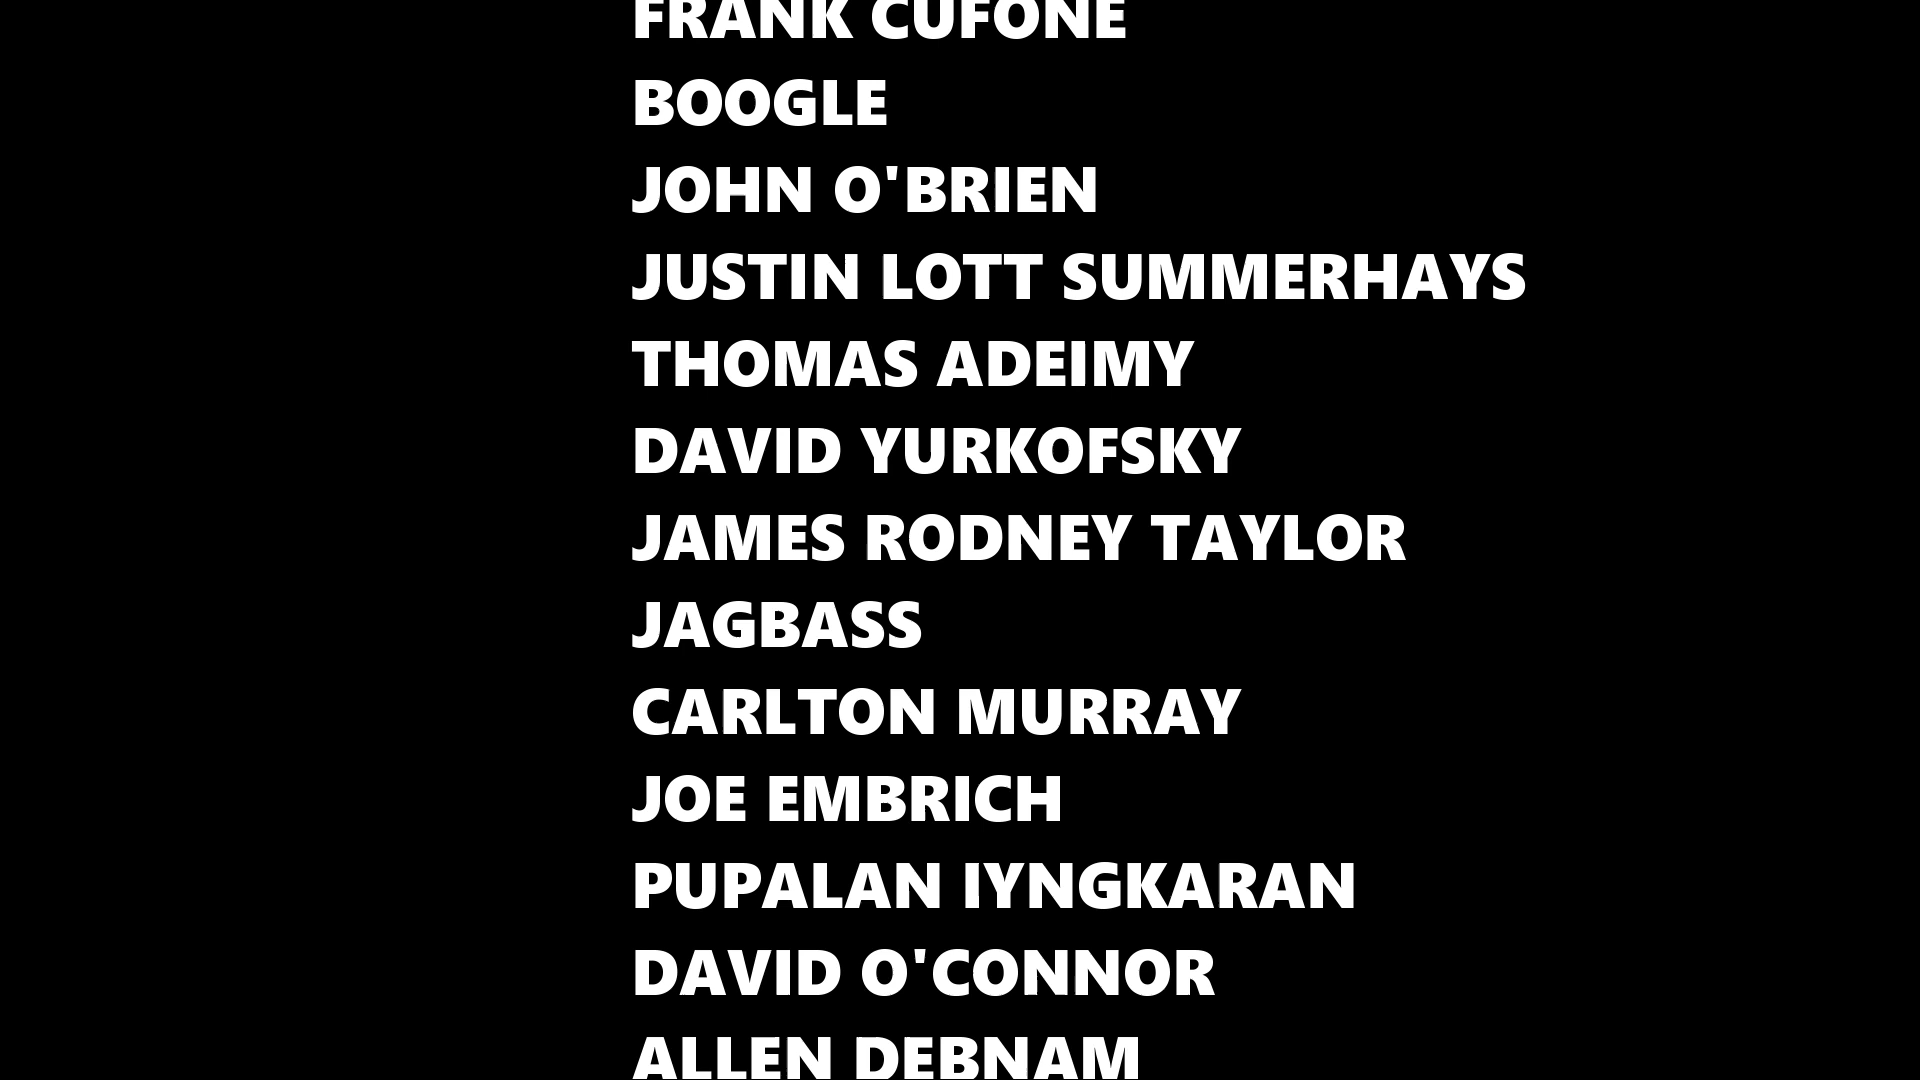 FRANK CUFONE
BOOGLE
JOHN O'BRIEN
JUSTIN LOTT SUMMERHAYS
THOMAS ADEIMY
DAVID YURKOFSKY
JAMES RODNEY TAYLOR
JAGBASS
CARLTON MURRAY
JOE EMBRICH
PUPALAN IYNGKARAN
DAVID O'CONNOR
ALLEN DEBNAM